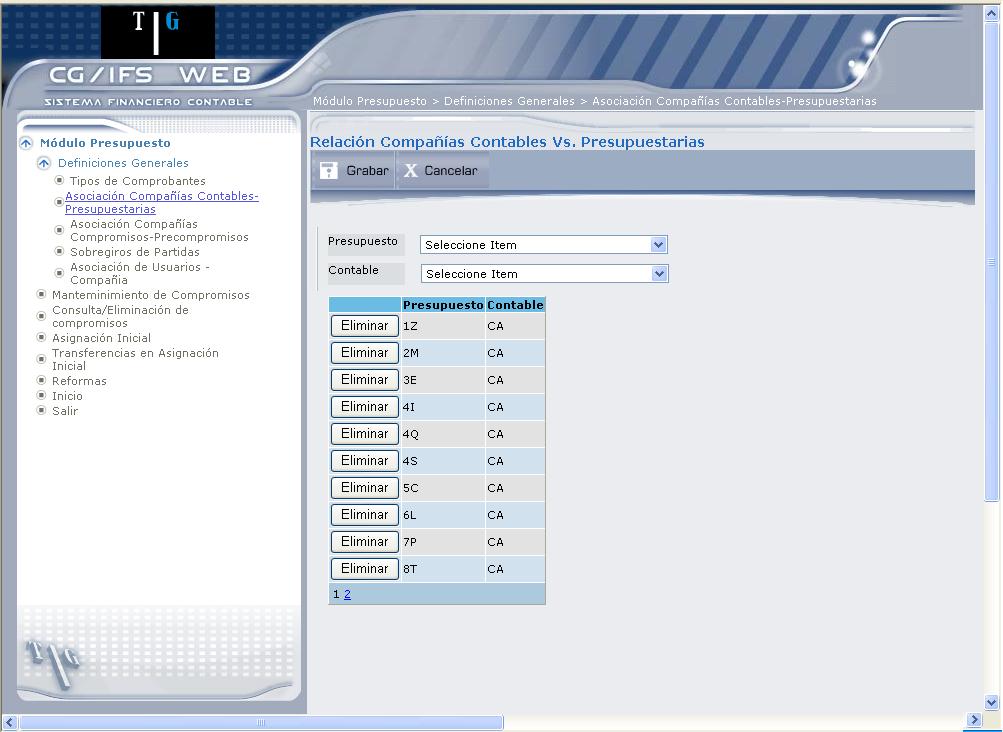 T|G
CG/IFS WEB
SISTEMA FINANCIERO CONTABLE
Módulo Presupuesto > Definiciones Generales > Asociación Compañías Contables-Presupuestarias
Módulo Presupuesto
Definiciones Generales
Tipos de Comprobantes
Asociación Compañías Contables-
Presupuestarias
Asociación Compañías
Compromisos-Precompromisos
Sobregiros de Partidas
Asociación de Usuarios -
Compañia
Manteminimiento de Compromisos
Consulta/Eliminación de
compromisos
Asignación Inicial
Transferencias en Asignación
Inicial
Reformas
Inicio
Salir
T|G
Relación Compañías Contables Vs. Presupuestarias
Grabar X Cancelar
Presupuesto Seleccione Item
Contable Seleccione Item
Presupuesto Contable
Eliminar 1Z CA
Eliminar 2M CA
Eliminar 3E CA
Eliminar 4I CA
Eliminar 4Q CA
Eliminar 4S CA
Eliminar 5C CA
Eliminar 6L CA
Eliminar 7P CA
Eliminar 8T CA
1 2